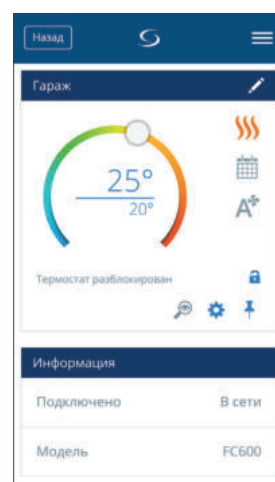 Назад
Гараж
25°
20°
A
Термостат разблокирован
Информация
Подключено В сети
Модель FC600